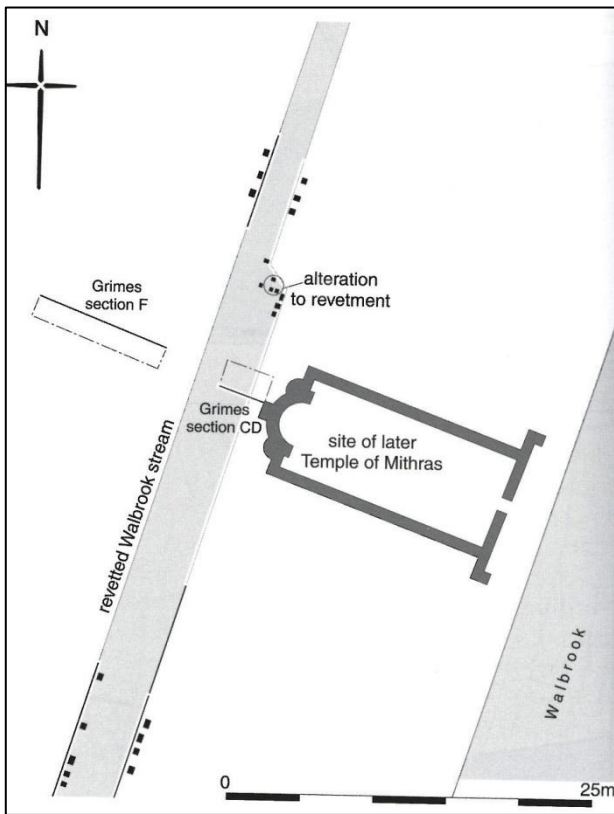 N
Grimes
section F
alteration
to revetment
Grimes
section CD
site of later
Temple of Mithras
revetted Walbrook stream
Walbrook
0
25m